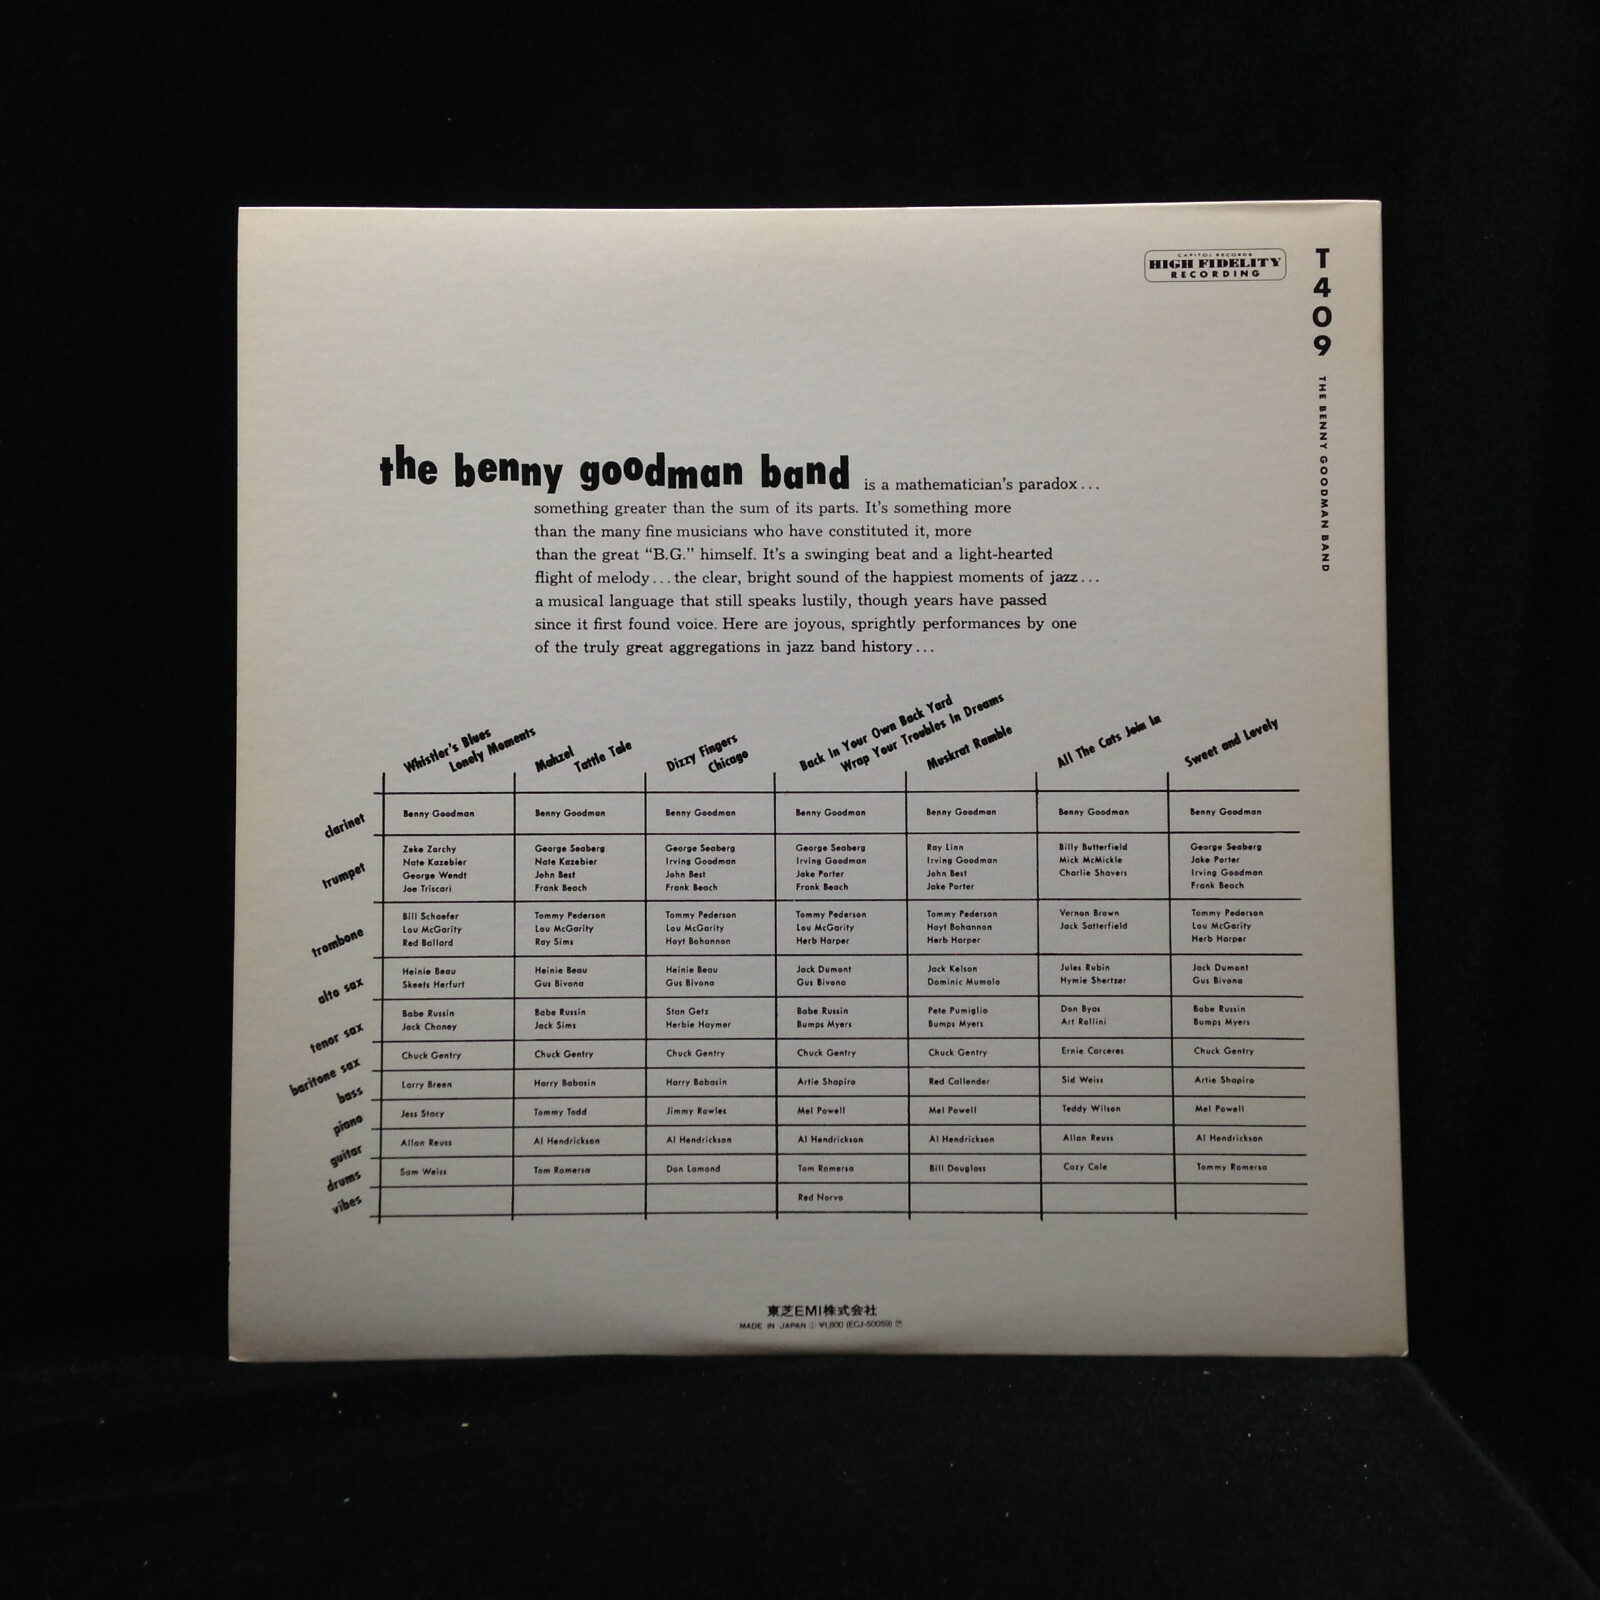 CAPITOL RECORDS
HIGH FIDELITY
RECORDING
T409 THE BENNY GOODMAN BAND
the benny goodman band is a mathematician's paradox...
something greater than the sum of its parts. It's something more
than the many fine musicians who have constituted it, more
than the great “B.G.” himself. It's a swinging beat and a light-hearted
flight of melody...the clear, bright sound of the happiest moments of jazz...
a musical language that still speaks lustily, though years have passed
since it first found voice. Here are joyous, sprightly performances by one
of the truly great aggregations in jazz band history...
Whistler's Blues
Lonely Moments
Mahzel
Tattle Tale
Dizzy Fingers
Chicago
Back In Your Own Back Yard
Wrap Your Troubles In Dreams
Muskrat Ramble
All The Cats Join In
Sweet and Lovely
clarinet Benny Goodman Benny Goodman Benny Goodman Benny Goodman Benny Goodman Benny Goodman Benny Goodman
trumpet
Zeke Zarchy George Seaberg George Seaberg George Seaberg Ray Linn Billy Butterfield George Seaberg
Nate Kazebier Nate Kazebier Irving Goodman Irving Goodman Irving Goodman Mick McMickle Jake Porter
George Wendt John Best John Best Jake Porter John Best Charlie Shavers Irving Goodman
Joe Triscari Frank Beach Frank Beach Frank Beach Jake Porter Frank Beach
trombone
Bill Schaefer Tommy Pederson Tommy Pederson Tommy Pederson Tommy Pederson Vernon Brown Tommy Pederson
Lou McGarity Lou McGarity Lou McGarity Lou McGarity Hoyt Bohannon Jack Satterfield Lou McGarity
Red Ballard Ray Sims Hoyt Bohannon Herb Harper Herb Harper Herb Harper
alto sax
Heinie Beau Heinie Beau Heinie Beau Jack Dumont Jack Kelson Jules Rubin Jack Dumont
Skeets Herfurt Gus Bivona Gus Bivona Gus Bivona Dominic Mumolo Hymie Shertzer Gus Bivona
tenor sax
Babe Russin Babe Russin Stan Getz Babe Russin Pete Pumiglio Don Byas Babe Russin
Jack Chaney Jack Sims Herbie Haymer Bumps Myers Bumps Myers Art Rollini Bumps Myers
baritone sax Chuck Gentry Chuck Gentry Chuck Gentry Chuck Gentry Chuck Gentry Ernie Carceres Chuck Gentry
bass Larry Breen Harry Babasin Harry Babasin Artie Shapiro Red Callender Sid Weiss Artie Shapiro
piano Jess Stacy Tommy Todd Jimmy Rowles Mel Powell Mel Powell Teddy Wilson Mel Powell
guitar Allan Reuss Al Hendrickson Al Hendrickson Al Hendrickson Al Hendrickson Allan Reuss Al Hendrickson
drums Sam Weiss Tom Romersa Don Lamond Tom Romersa Bill Douglass Cozy Cole Tommy Romersa
vibes Red Norvo
東芝EMI株式会社
MADE IN JAPAN ¥1,800 (ECJ-50059)